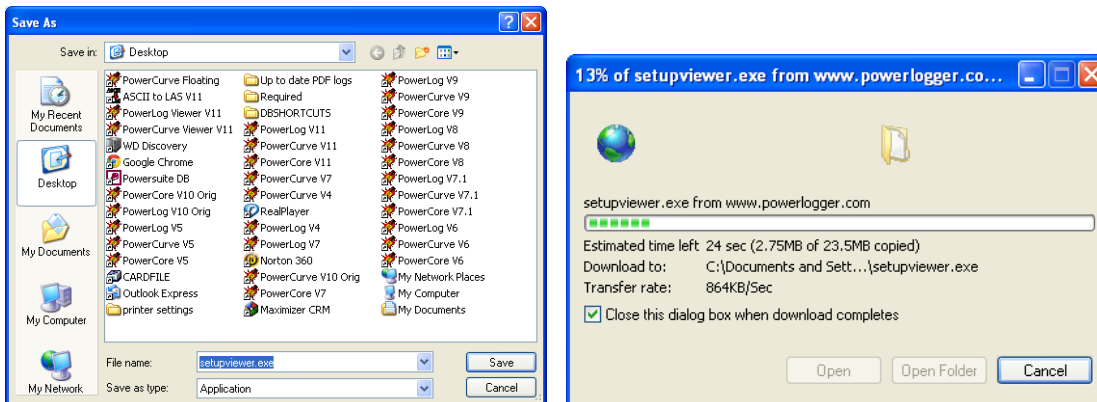 Save As
Save in: Desktop
My Recent Documents
Desktop
My Documents
My Computer
My Network
PowerCurve Floating
ASCII to LAS V11
PowerLog Viewer V11
PowerCurve Viewer V11
WD Discovery
Google Chrome
Powersuite DB
PowerCore V10 Orig
PowerLog V10 Orig
PowerLog V5
PowerCurve V5
PowerCore V5
CARDFILE
Outlook Express
printer settings
Up to date PDF logs
Required
DBSHORTCUTS
PowerLog V11
PowerCurve V11
PowerCore V11
PowerCurve V7
PowerCurve V4
RealPlayer
PowerLog V4
PowerLog V7
Norton 360
PowerCurve V10 Orig
PowerCore V7
Maximizer CRM
PowerLog V9
PowerCurve V9
PowerCore V9
PowerLog V8
PowerCurve V8
PowerCore V8
PowerLog V7.1
PowerCurve V7.1
PowerCore V7.1
PowerLog V6
PowerCurve V6
PowerCore V6
My Network Places
My Computer
My Documents
File name: setupviewer.exe Save
Save as type: Application Cancel
13% of setupviewer.exe from www.powerlogger.co...
setupviewer.exe from www.powerlogger.com
Estimated time left 24 sec (2.75MB of 23.5MB copied)
Download to: C:\Documents and Sett...\setupviewer.exe
Transfer rate: 864KB/Sec
Close this dialog box when download completes
Open Open Folder Cancel